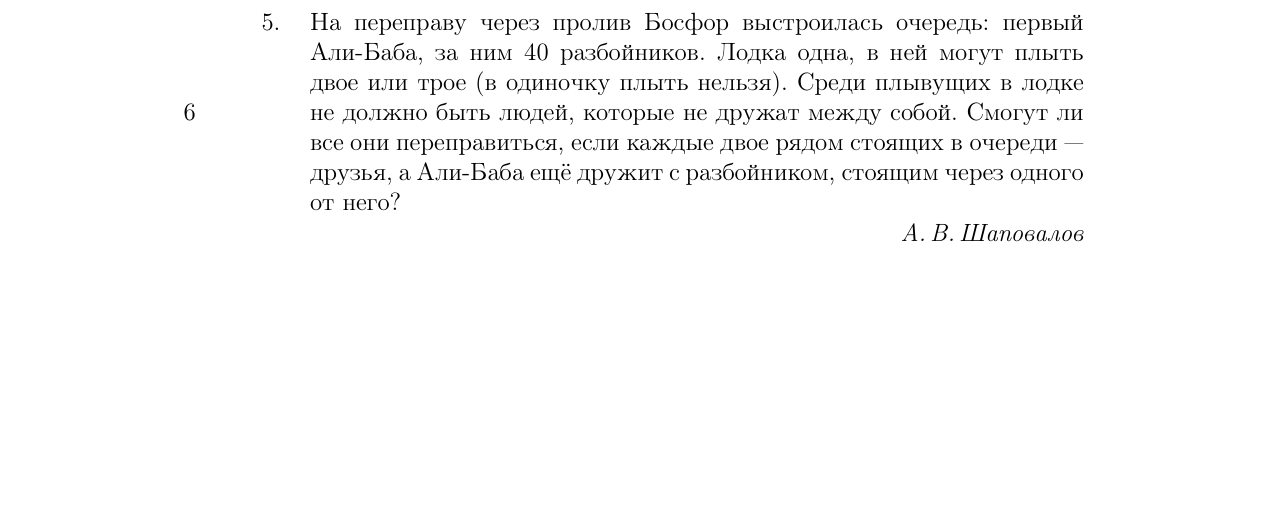 5. На переправу через пролив Босфор выстроилась очередь: первый
Али-Баба, за ним 40 разбойников. Лодка одна, в ней могут плыть
двое или трое (в одиночку плыть нельзя). Среди плывущих в лодке
6 не должно быть людей, которые не дружат между собой. Смогут ли
все они переправиться, если каждые двое рядом стоящих в очереди —
друзья, а Али-Баба ещё дружит с разбойником, стоящим через одного
от него?
А. В. Шаповалов